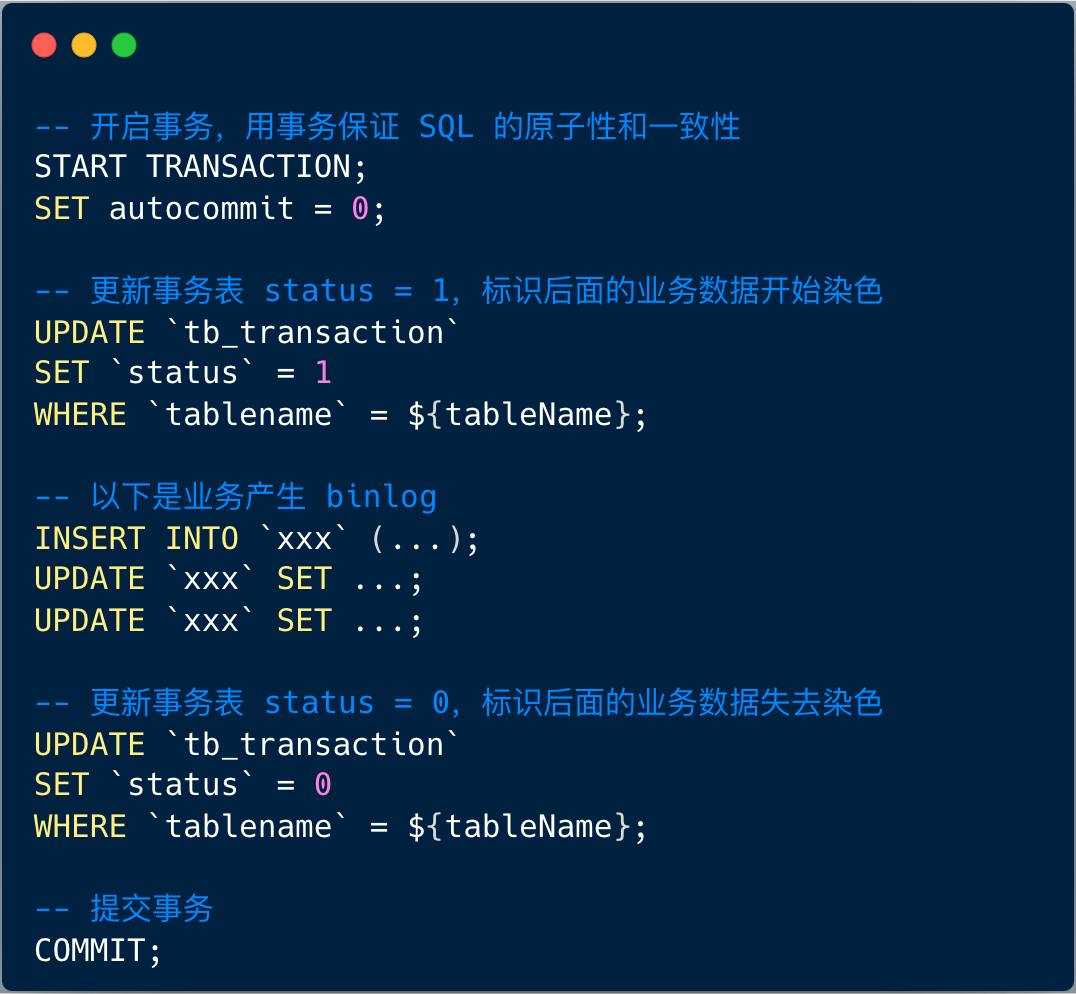 -- 开启事务，用事务保证 SQL 的原子性和一致性
START TRANSACTION;
SET autocommit = 0;
-- 更新事务表 status = 1，标识后面的业务数据开始染色
UPDATE `tb_transaction`
SET `status` = 1
WHERE `tablename` = ${tableName};
-- 以下是业务产生 binlog
INSERT INTO `xxx` (...);
UPDATE `xxx` SET ...;
UPDATE `xxx` SET ...;
-- 更新事务表 status = 0，标识后面的业务数据失去染色
UPDATE `tb_transaction`
SET `status` = 0
WHERE `tablename` = ${tableName};
-- 提交事务
COMMIT;